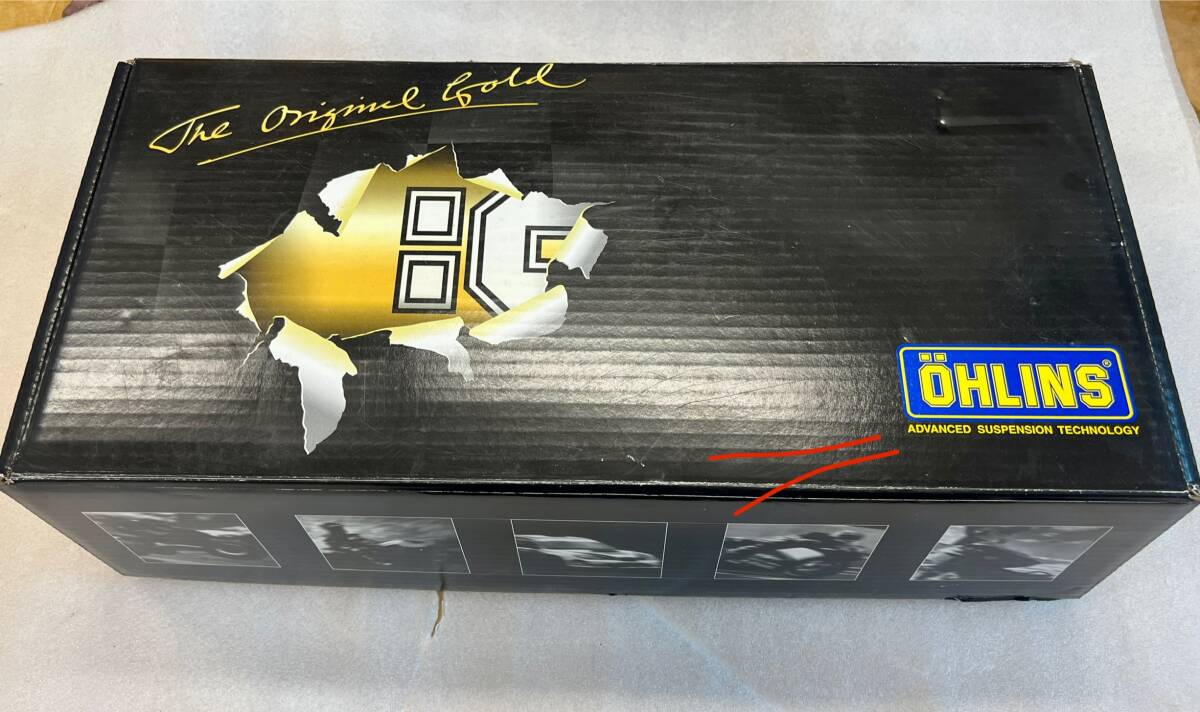 The Original Gold
ÖHLINS®
ADVANCED SUSPENSION TECHNOLOGY